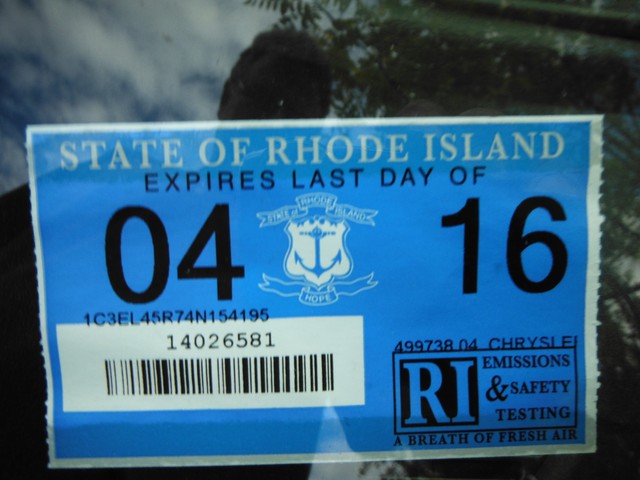 STATE OF RHODE ISLAND
EXPIRES LAST DAY OF
04 16
STATE of RHODE ISLAND
HOPE
1C3EL45R74N154195
14026581
499738 04 CHRYSLE
RI EMISSIONS
& SAFETY
TESTING
A BREATH OF FRESH AIR